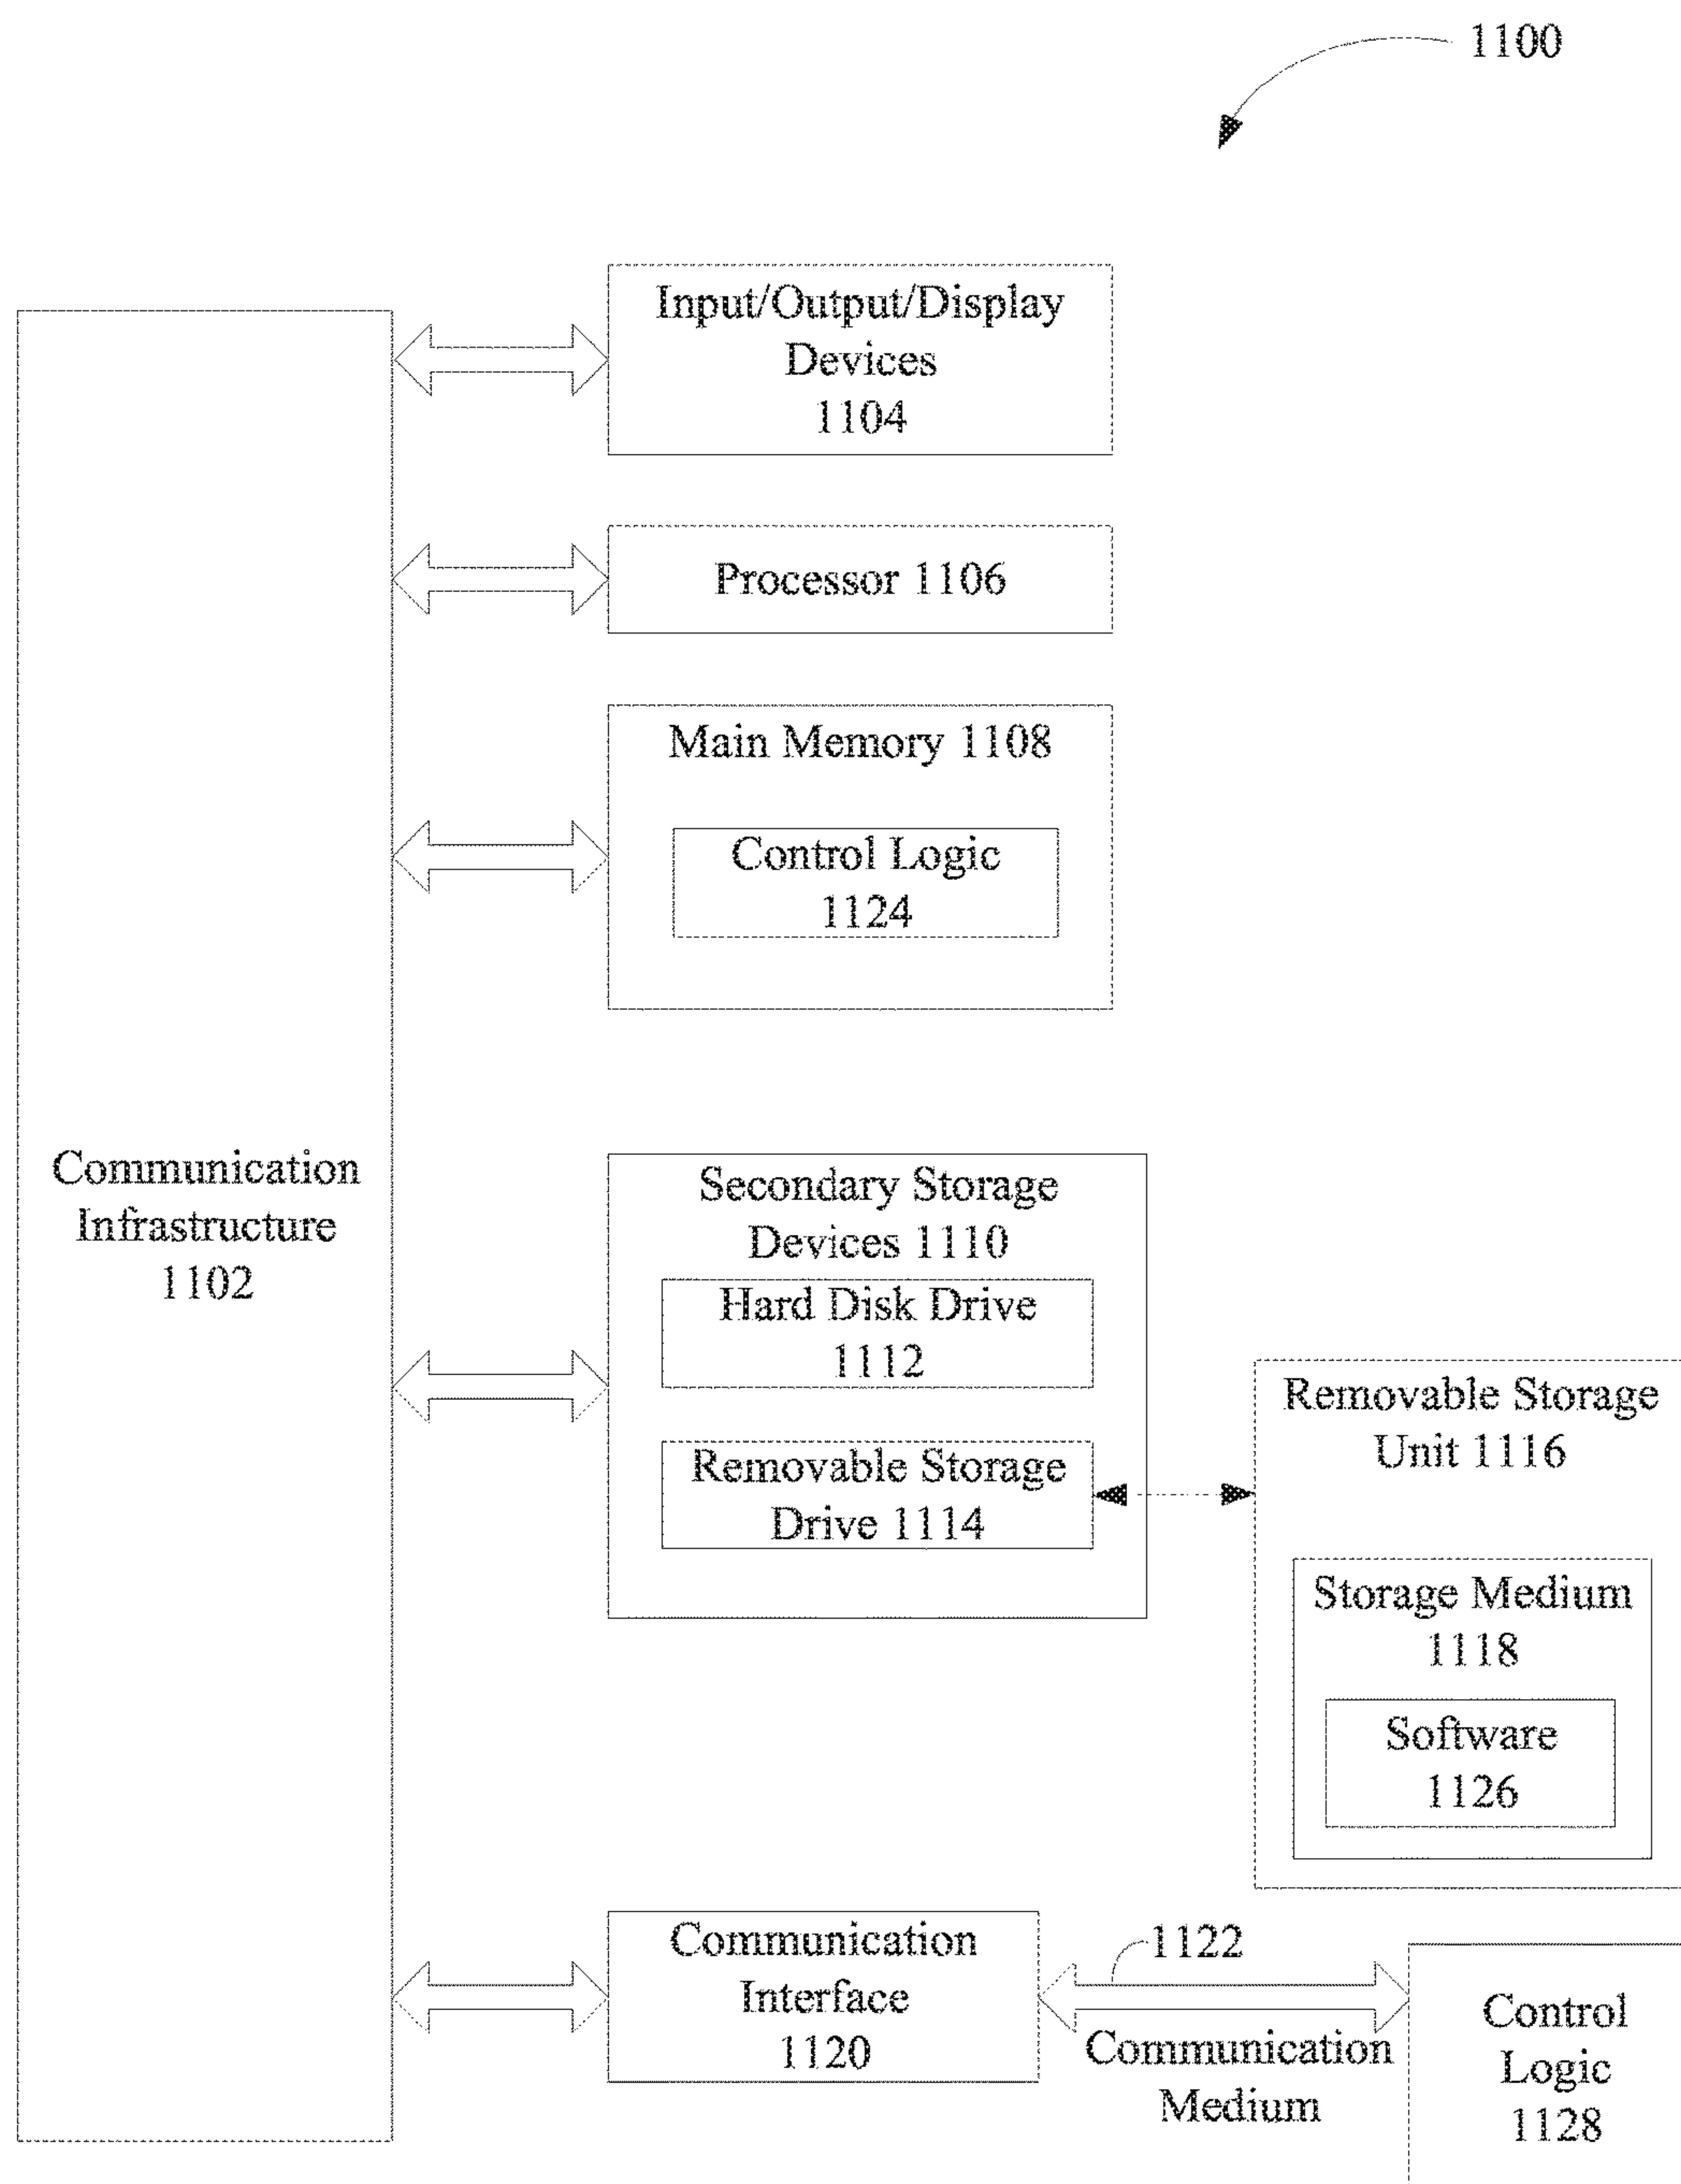 1100
Input/Output/Display
Devices
1104
Processor 1106
Main Memory 1108
Control Logic
1124
Communication
Infrastructure
1102
Secondary Storage
Devices 1110
Hard Disk Drive
1112
Removable Storage
Drive 1114
Removable Storage
Unit 1116
Storage Medium
1118
Software
1126
Communication
Interface
1120
1122
Communication
Medium
Control
Logic
1128